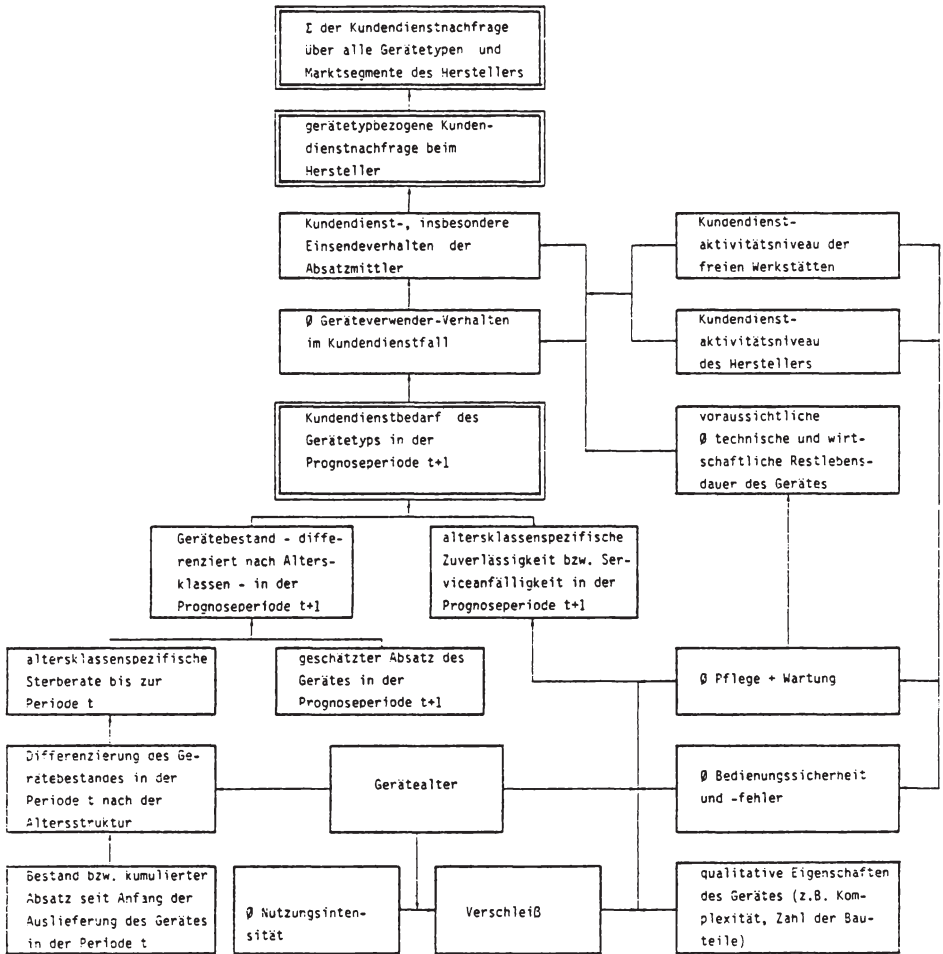 Σ der Kundendienstnachfrage
über alle Gerätetypen und
Marktsegmente des Herstellers
gerätetypbezogene Kunden-
dienstnachfrage beim
Hersteller
Kundendienst-, insbesondere
Einsendeverhalten der
Absatzmittler
Kundendienst-
aktivitätsniveau der
freien Werkstätten
Ø Geräteverwender-Verhalten
im Kundendienstfall
Kundendienst-
aktivitätsniveau
des Herstellers
Kundendienstbedarf des
Gerätetyps in der
Prognoseperiode t+1
voraussichtliche
Ø technische und wirt-
schaftliche Restlebens-
dauer des Gerätes
Gerätebestand - diffe-
renziert nach Alters-
klassen - in der
Prognoseperiode t+1
altersklassenspezifische
Zuverlässigkeit bzw. Ser-
viceanfälligkeit in der
Prognoseperiode t+1
altersklassenspezifische
Sterberate bis zur
Periode t
geschätzter Absatz des
Gerätes in der
Prognoseperiode t+1
Ø Pflege + Wartung
Differenzierung des Ge-
rätebestandes in der
Periode t nach der
Altersstruktur
Gerätealter
Ø Bedienungssicherheit
und -fehler
Bestand bzw. kumulierter
Absatz seit Anfang der
Auslieferung des Gerätes
in der Periode t
Ø Nutzungsinten-
sität
Verschleiß
qualitative Eigenschaften
des Gerätes (z.B. Kom-
plexität, Zahl der Bau-
teile)